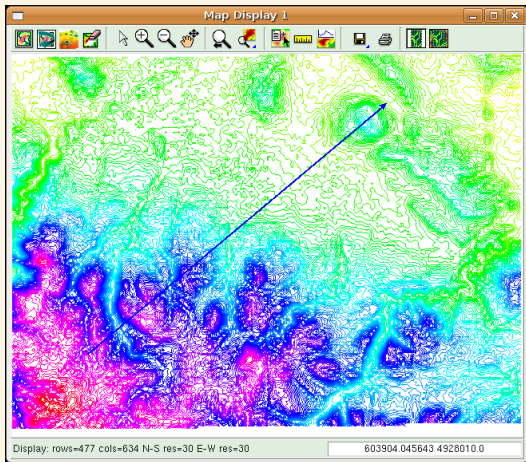 Map Display 1
Display: rows=477 cols=634 N-S res=30 E-W res=30
603904.045643 4928010.0